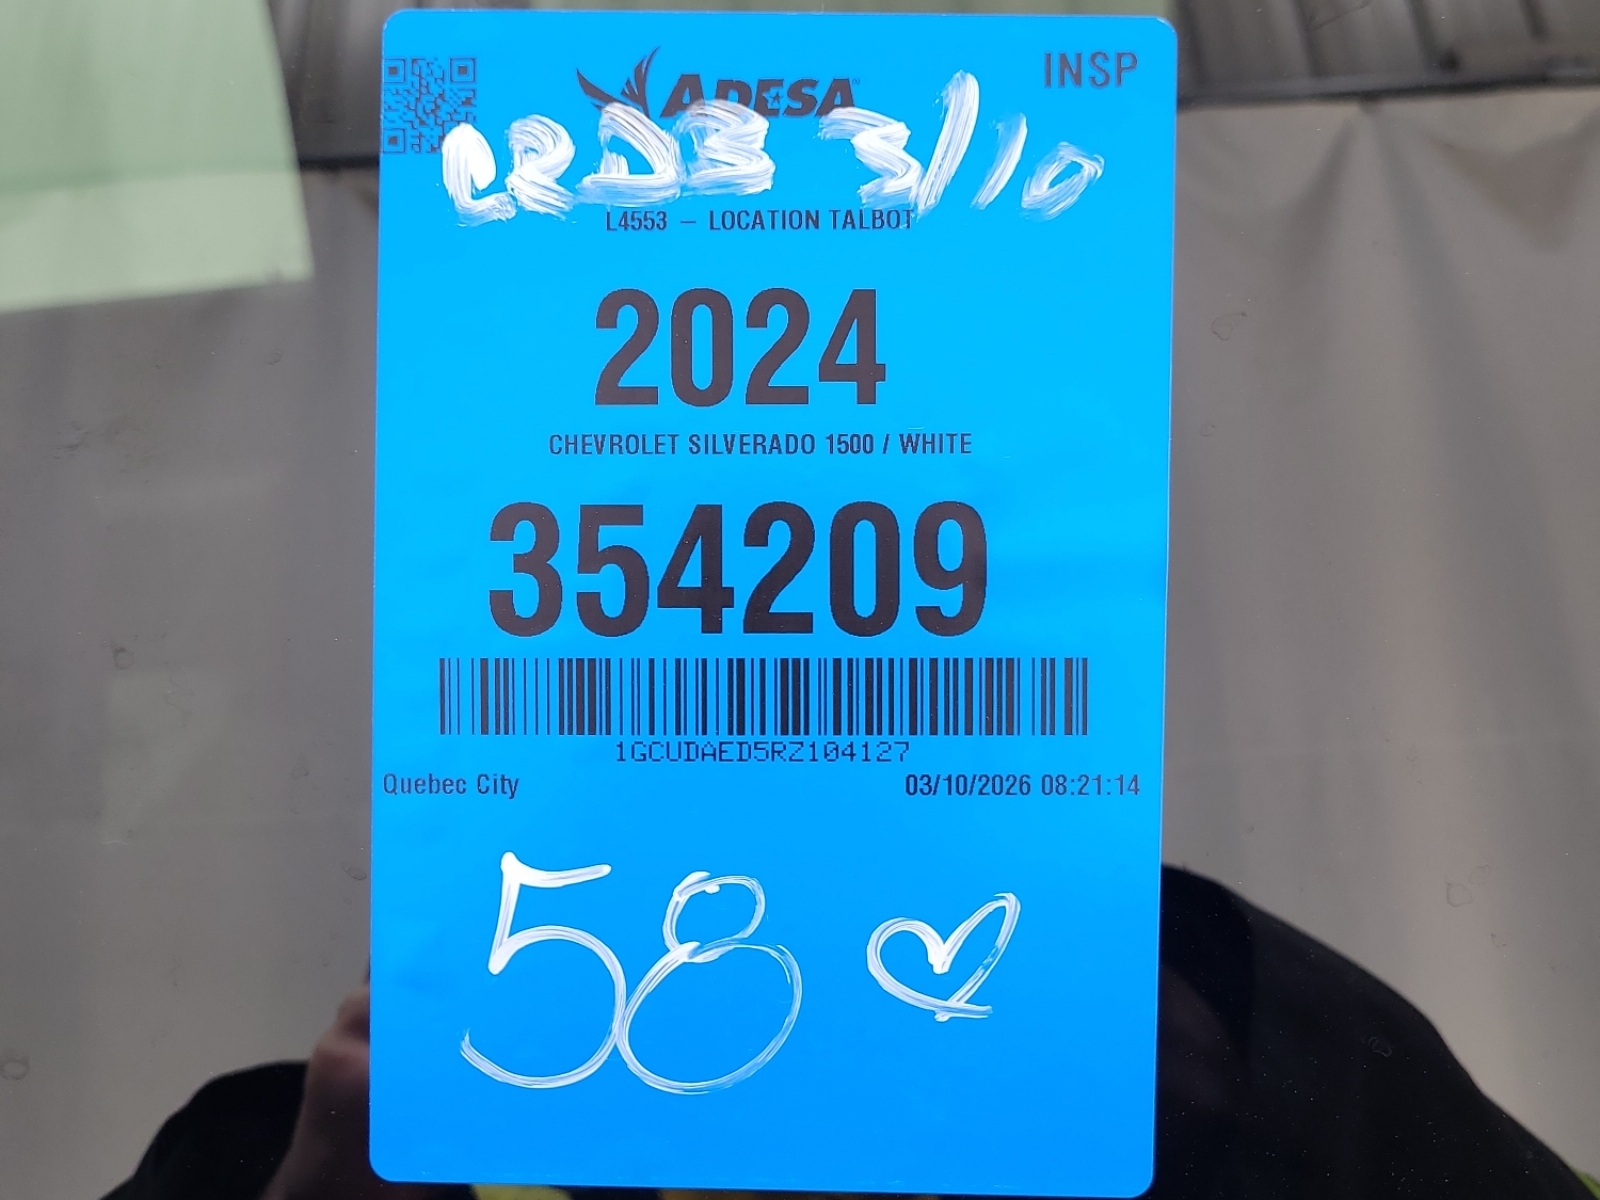 INSP
ADESA
CRDB 3/10
L4553 – LOCATION TALBOT
2024
CHEVROLET SILVERADO 1500 / WHITE
354209
1GCUDAED5RZ104127
Quebec City 03/10/2026 08:21:14
58